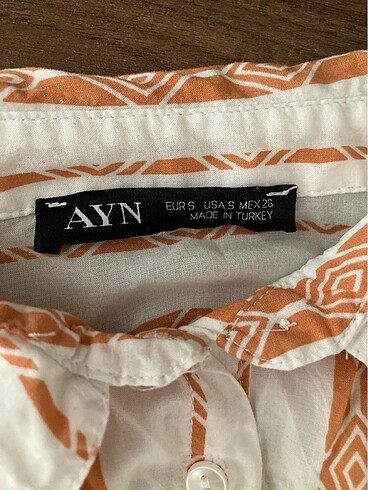 AYN
EUR S USA S MEX 26
MADE IN TURKEY